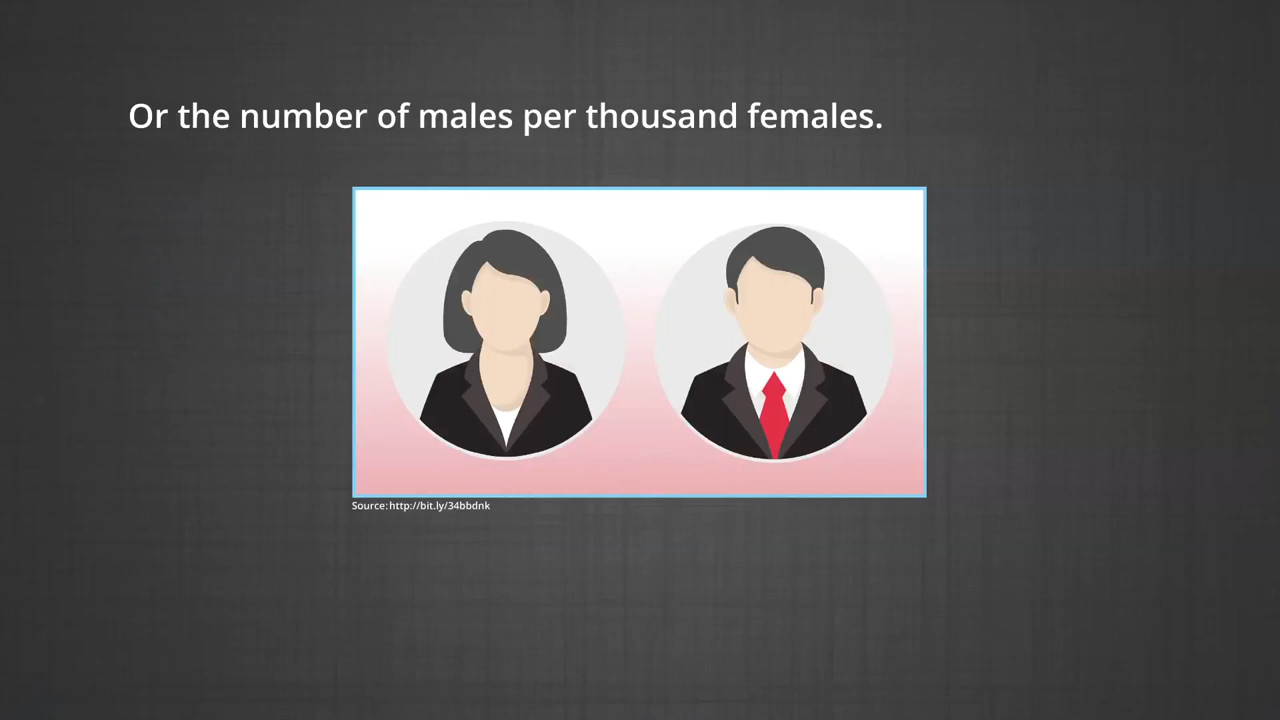 Or the number of males per thousand females.
Source: http://bit.ly/34bbdnk